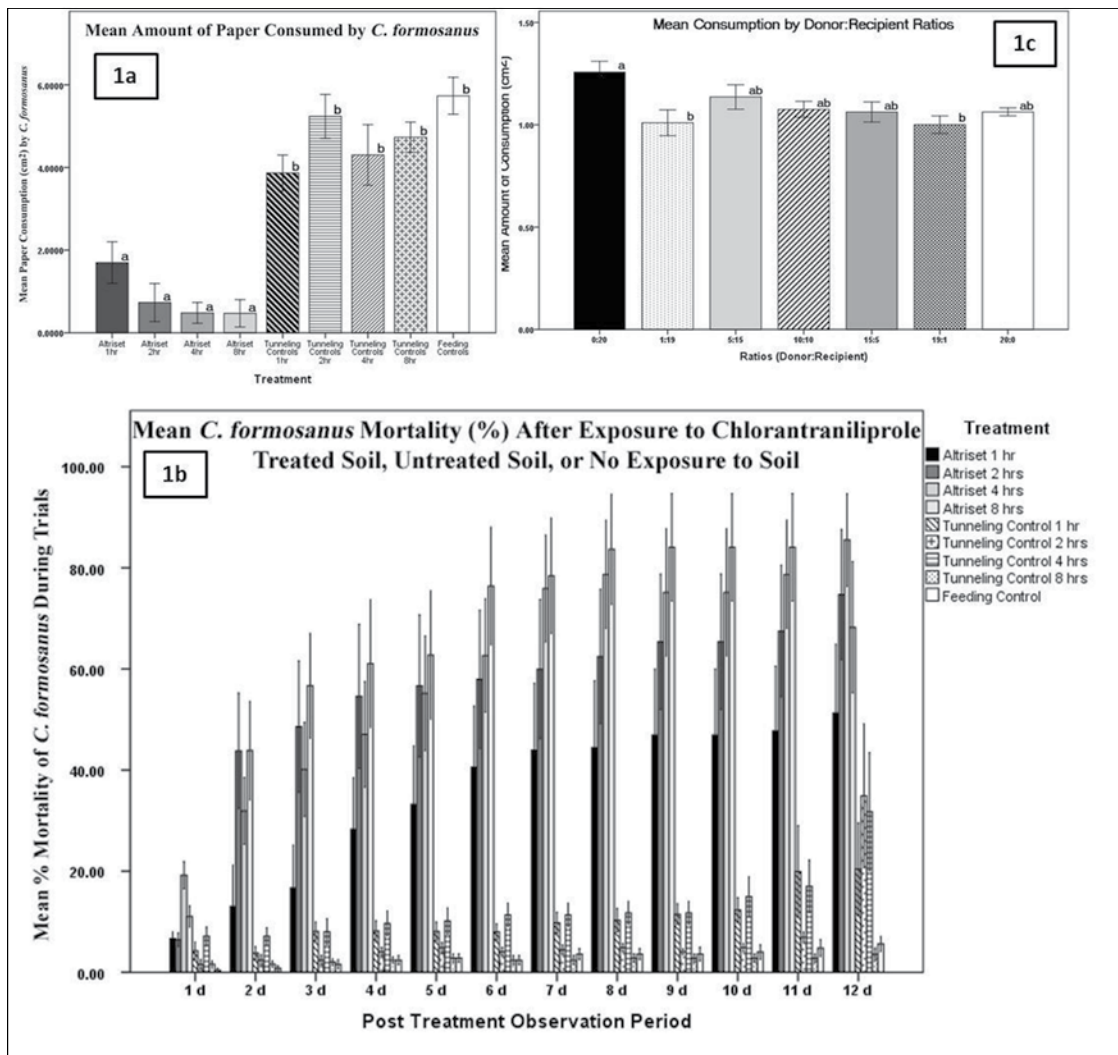 Mean Amount of Paper Consumed by C. formosanus
1a
Mean Paper Consumption (cm²) by C. formosanus
6.0000
4.0000
2.0000
0.0000
a
a
a
a
b
b
b
b
b
Altriset 1hr
Altriset 2hr
Altriset 4hr
Altriset 8hr
Tunneling Controls 1hr
Tunneling Controls 2hr
Tunneling Controls 4hr
Tunneling Controls 8hr
Feeding Controls
Treatment
Mean Consumption by Donor:Recipient Ratios
1c
Mean Amount of Consumption (cm2)
1.50
1.00
0.50
0.00
a
b
ab
ab
ab
b
ab
0:20
1:19
5:15
10:10
15:5
19:1
20:0
Ratios (Donor:Recipient)
Mean C. formosanus Mortality (%) After Exposure to Chlorantraniliprole
Treated Soil, Untreated Soil, or No Exposure to Soil
1b
Mean % Mortality of C. formosanus During Trials
100.00
80.00
60.00
40.00
20.00
0.00
1 d
2 d
3 d
4 d
5 d
6 d
7 d
8 d
9 d
10 d
11 d
12 d
Post Treatment Observation Period
Treatment
Altriset 1 hr
Altriset 2 hrs
Altriset 4 hrs
Altriset 8 hrs
Tunneling Control 1 hr
Tunneling Control 2 hrs
Tunneling Control 4 hrs
Tunneling Control 8 hrs
Feeding Control